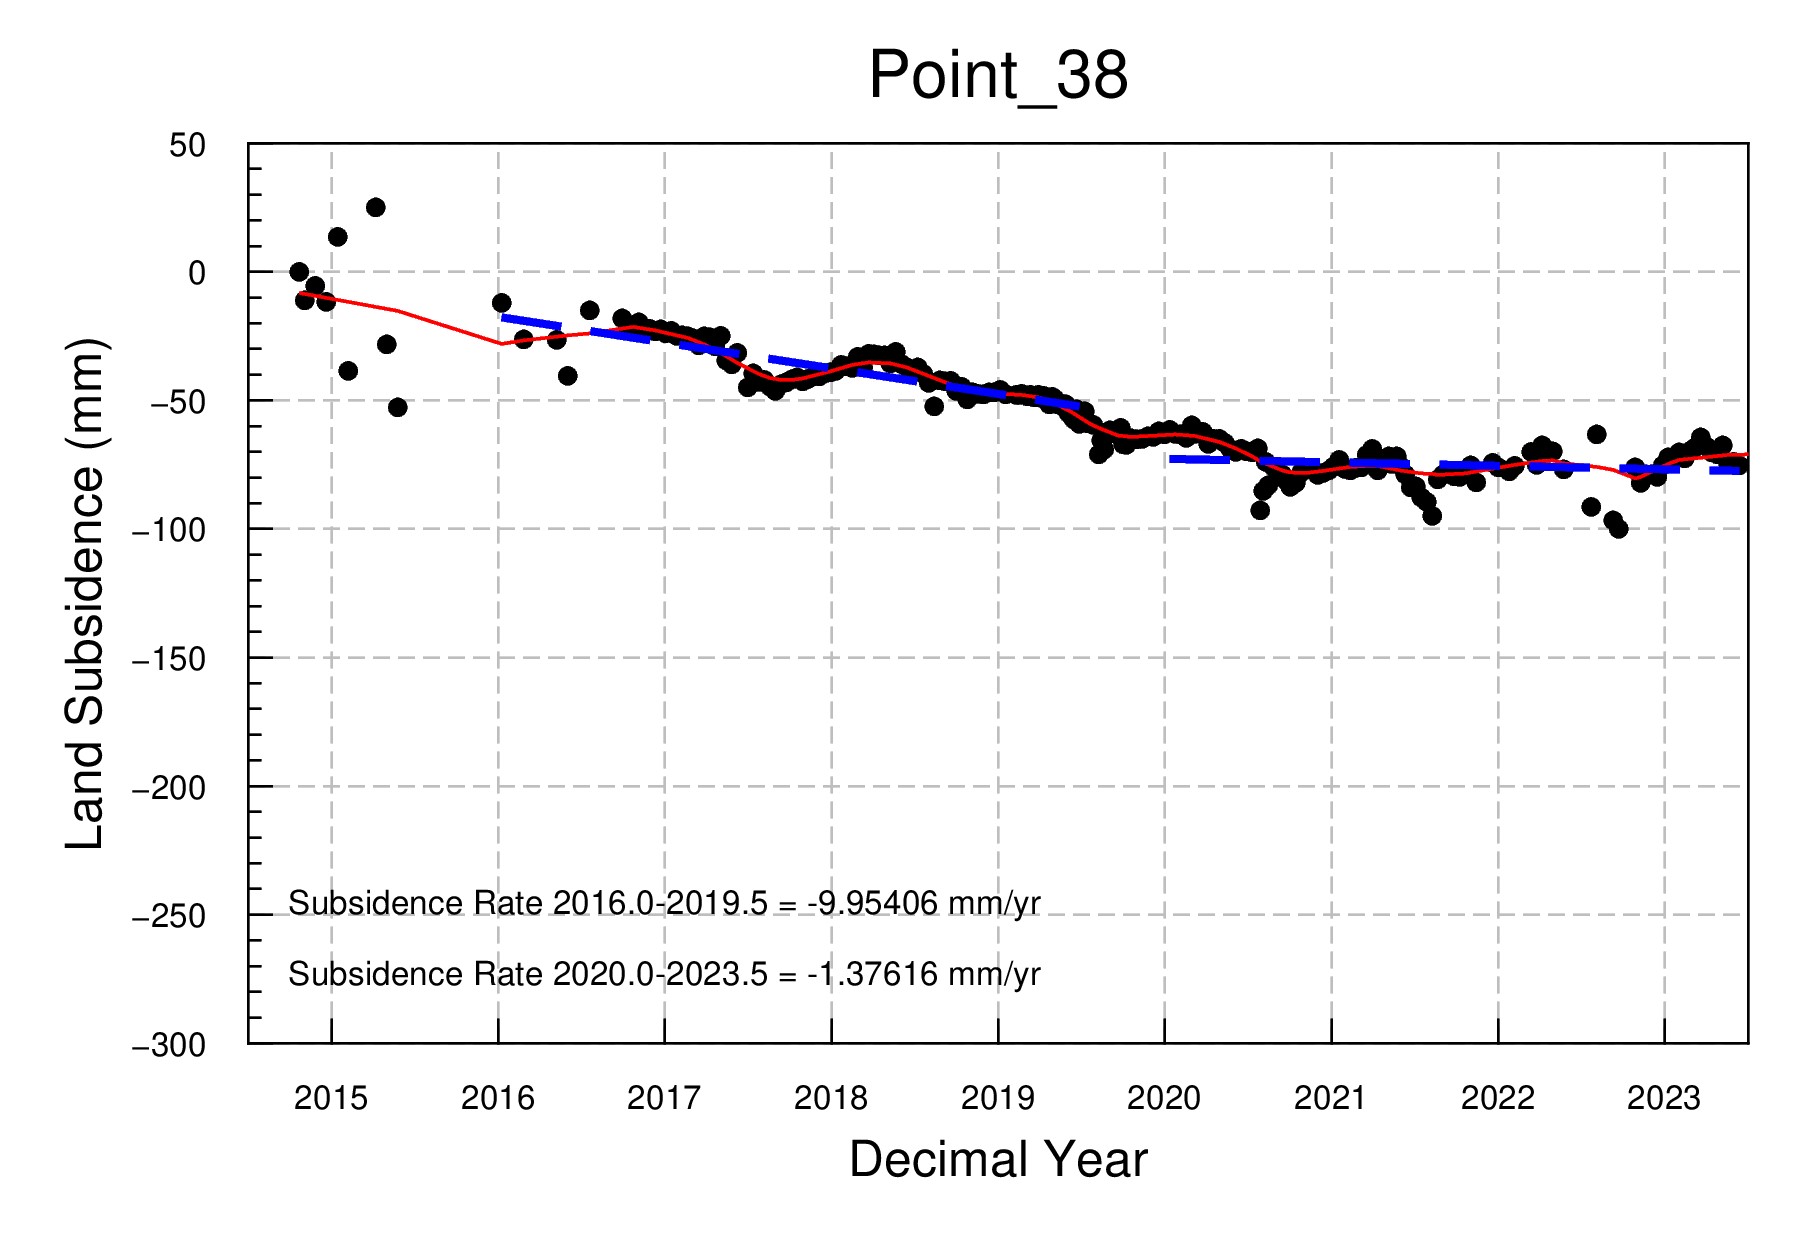 Point_38
50
0
−50
−100
−150
−200
−250
−300
Land Subsidence (mm)
Subsidence Rate 2016.0-2019.5 = -9.95406 mm/yr
Subsidence Rate 2020.0-2023.5 = -1.37616 mm/yr
2015 2016 2017 2018 2019 2020 2021 2022 2023
Decimal Year